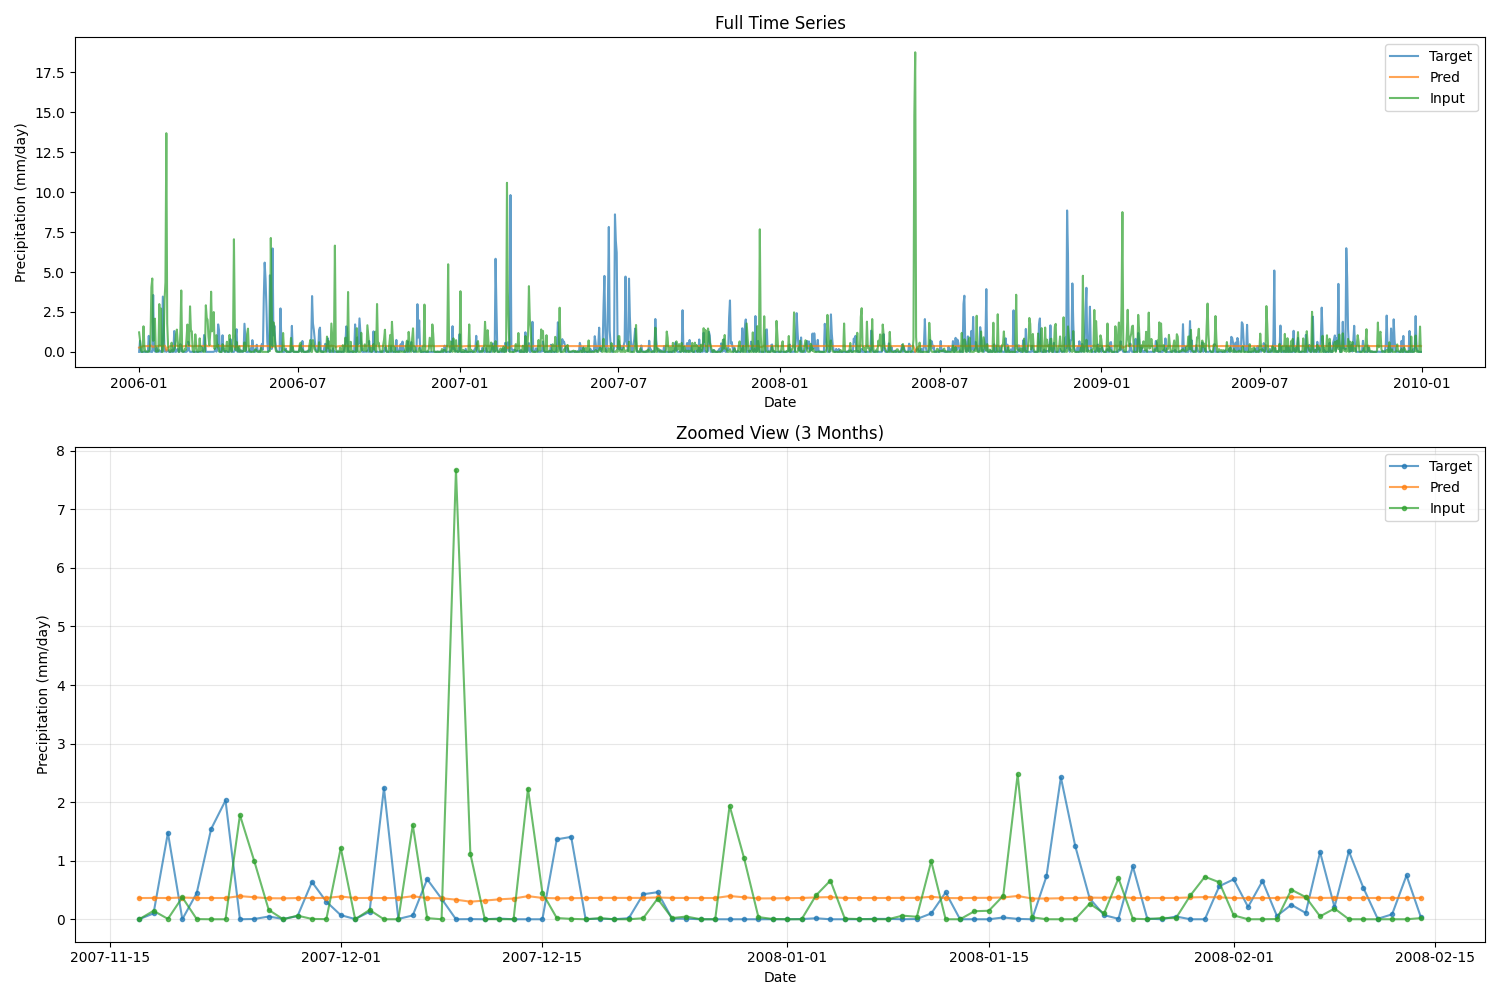 Full Time Series
Precipitation (mm/day)
17.5
15.0
12.5
10.0
7.5
5.0
2.5
0.0
Target
Pred
Input
2006-01
2006-07
2007-01
2007-07
2008-01
2008-07
2009-01
2009-07
2010-01
Date
Zoomed View (3 Months)
Precipitation (mm/day)
8
7
6
5
4
3
2
1
0
Target
Pred
Input
2007-11-15
2007-12-01
2007-12-15
2008-01-01
2008-01-15
2008-02-01
2008-02-15
Date